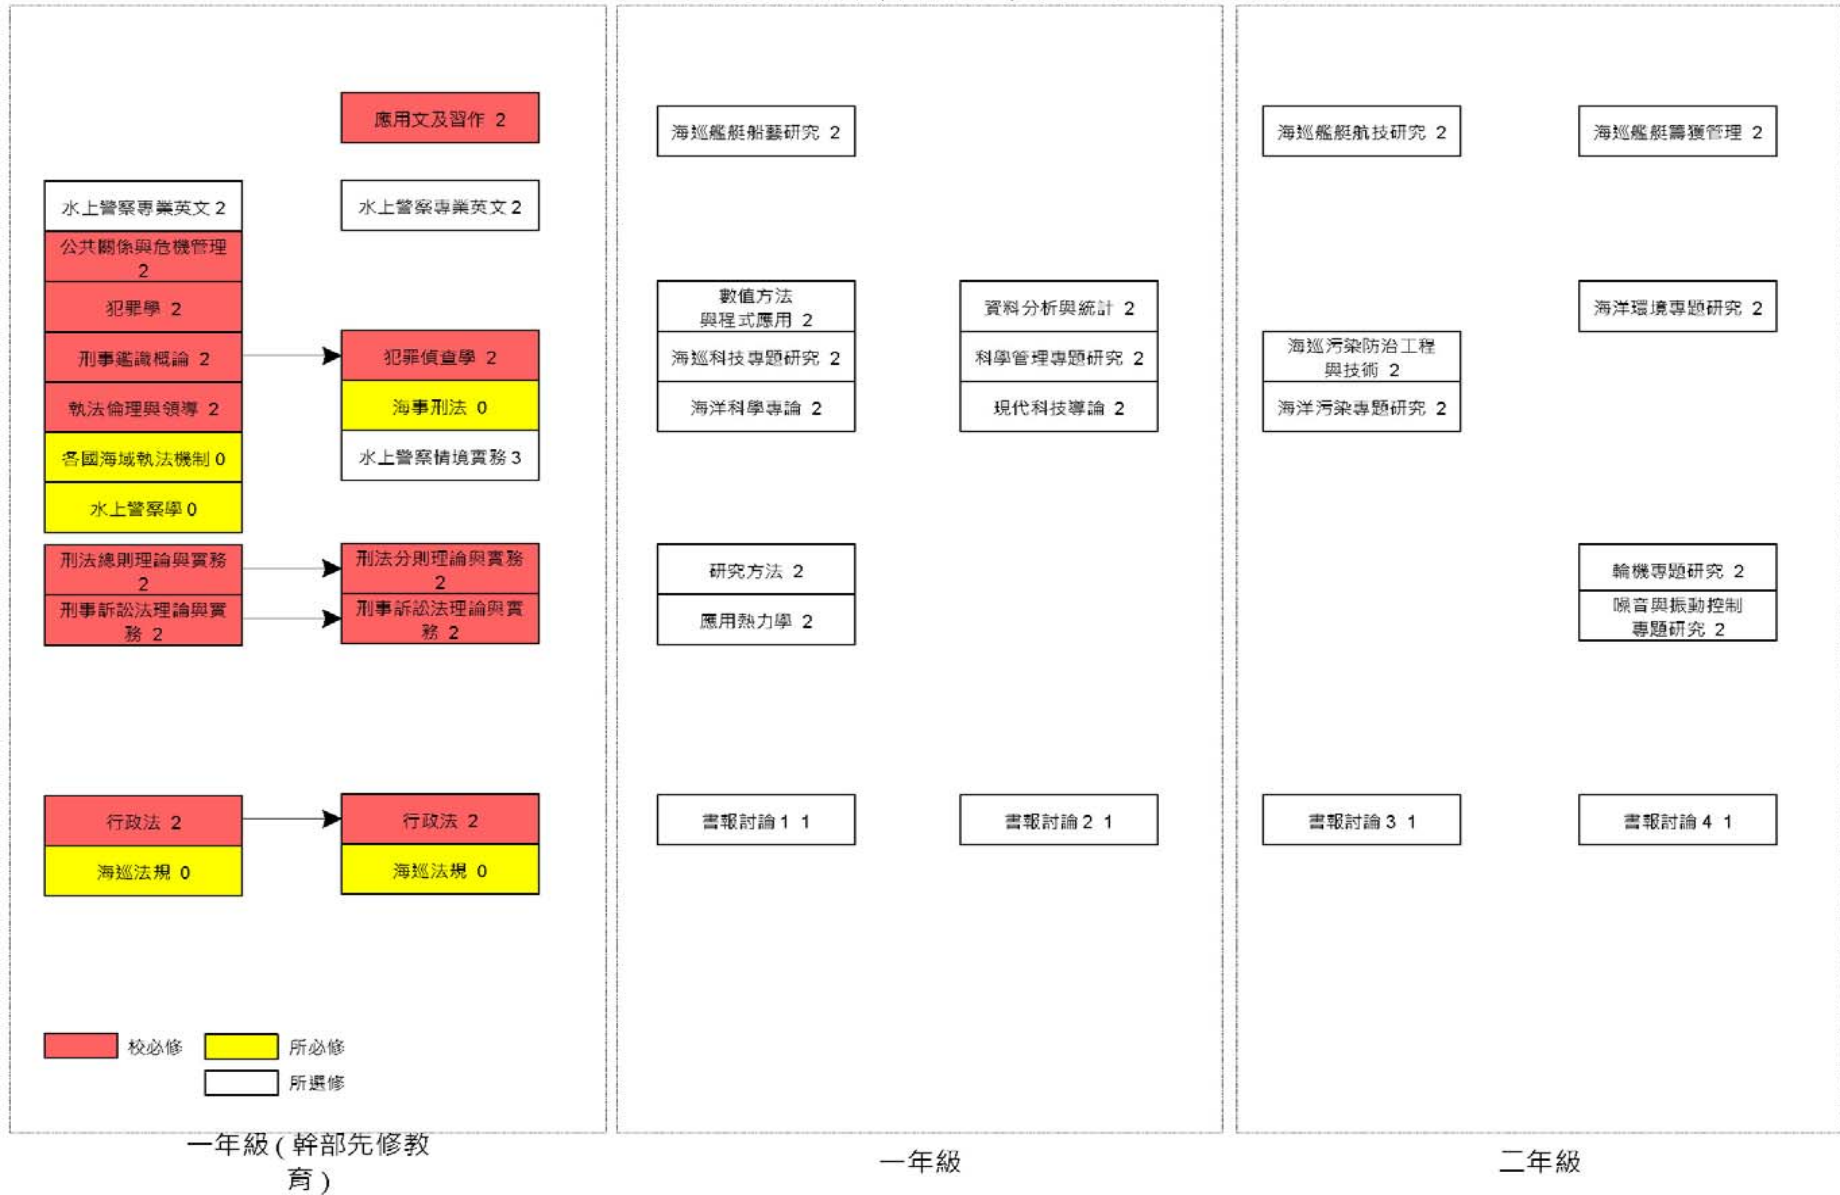 應用文及習作 2
水上警察專業英文 2
公共關係與危機管理
2
犯罪學 2
刑事鑑識概論 2
執法倫理與領導 2
各國海域執法機制 0
水上警察學 0
刑法總則理論與實務
2
刑事訴訟法理論與實
務 2
行政法 2
海巡法規 0
水上警察專業英文 2
犯罪偵查學 2
海事刑法 0
水上警察情境實務 3
刑法分則理論與實務
2
刑事訴訟法理論與實
務 2
行政法 2
海巡法規 0
校必修
所必修
所選修
一年級 ( 幹部先修教
育 )
海巡艦艇船藝研究 2
數值方法
與程式應用 2
海巡科技專題研究 2
海洋科學專論 2
研究方法 2
應用熱力學 2
書報討論 1 1
資料分析與統計 2
科學管理專題研究 2
現代科技導論 2
書報討論 2 1
一年級
海巡艦艇航技研究 2
海巡污染防治工程
與技術 2
海洋污染專題研究 2
書報討論 3 1
海巡艦艇籌獲管理 2
海洋環境專題研究 2
輪機專題研究 2
噪音與振動控制
專題研究 2
書報討論 4 1
二年級